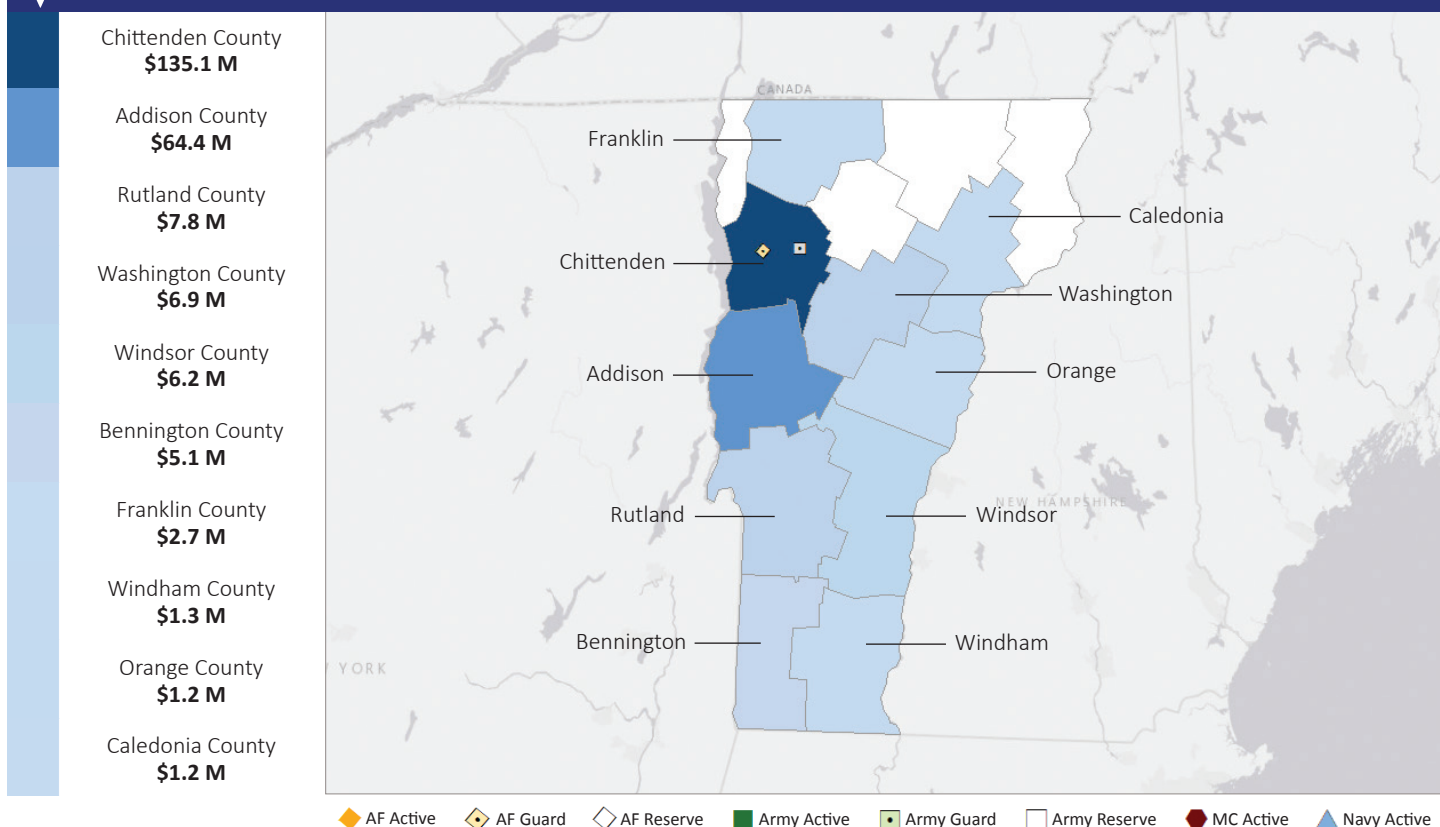 Chittenden County
$135.1 M
Addison County
$64.4 M
Rutland County
$7.8 M
Washington County
$6.9 M
Windsor County
$6.2 M
Bennington County
$5.1 M
Franklin County
$2.7 M
Windham County
$1.3 M
Orange County
$1.2 M
Caledonia County
$1.2 M
CANADA
Franklin
Caledonia
Chittenden
Washington
Addison
Orange
NEW HAMPSHIRE
Rutland
Windsor
Bennington
Windham
YORK
AF Active
AF Guard
AF Reserve
Army Active
Army Guard
Army Reserve
MC Active
Navy Active